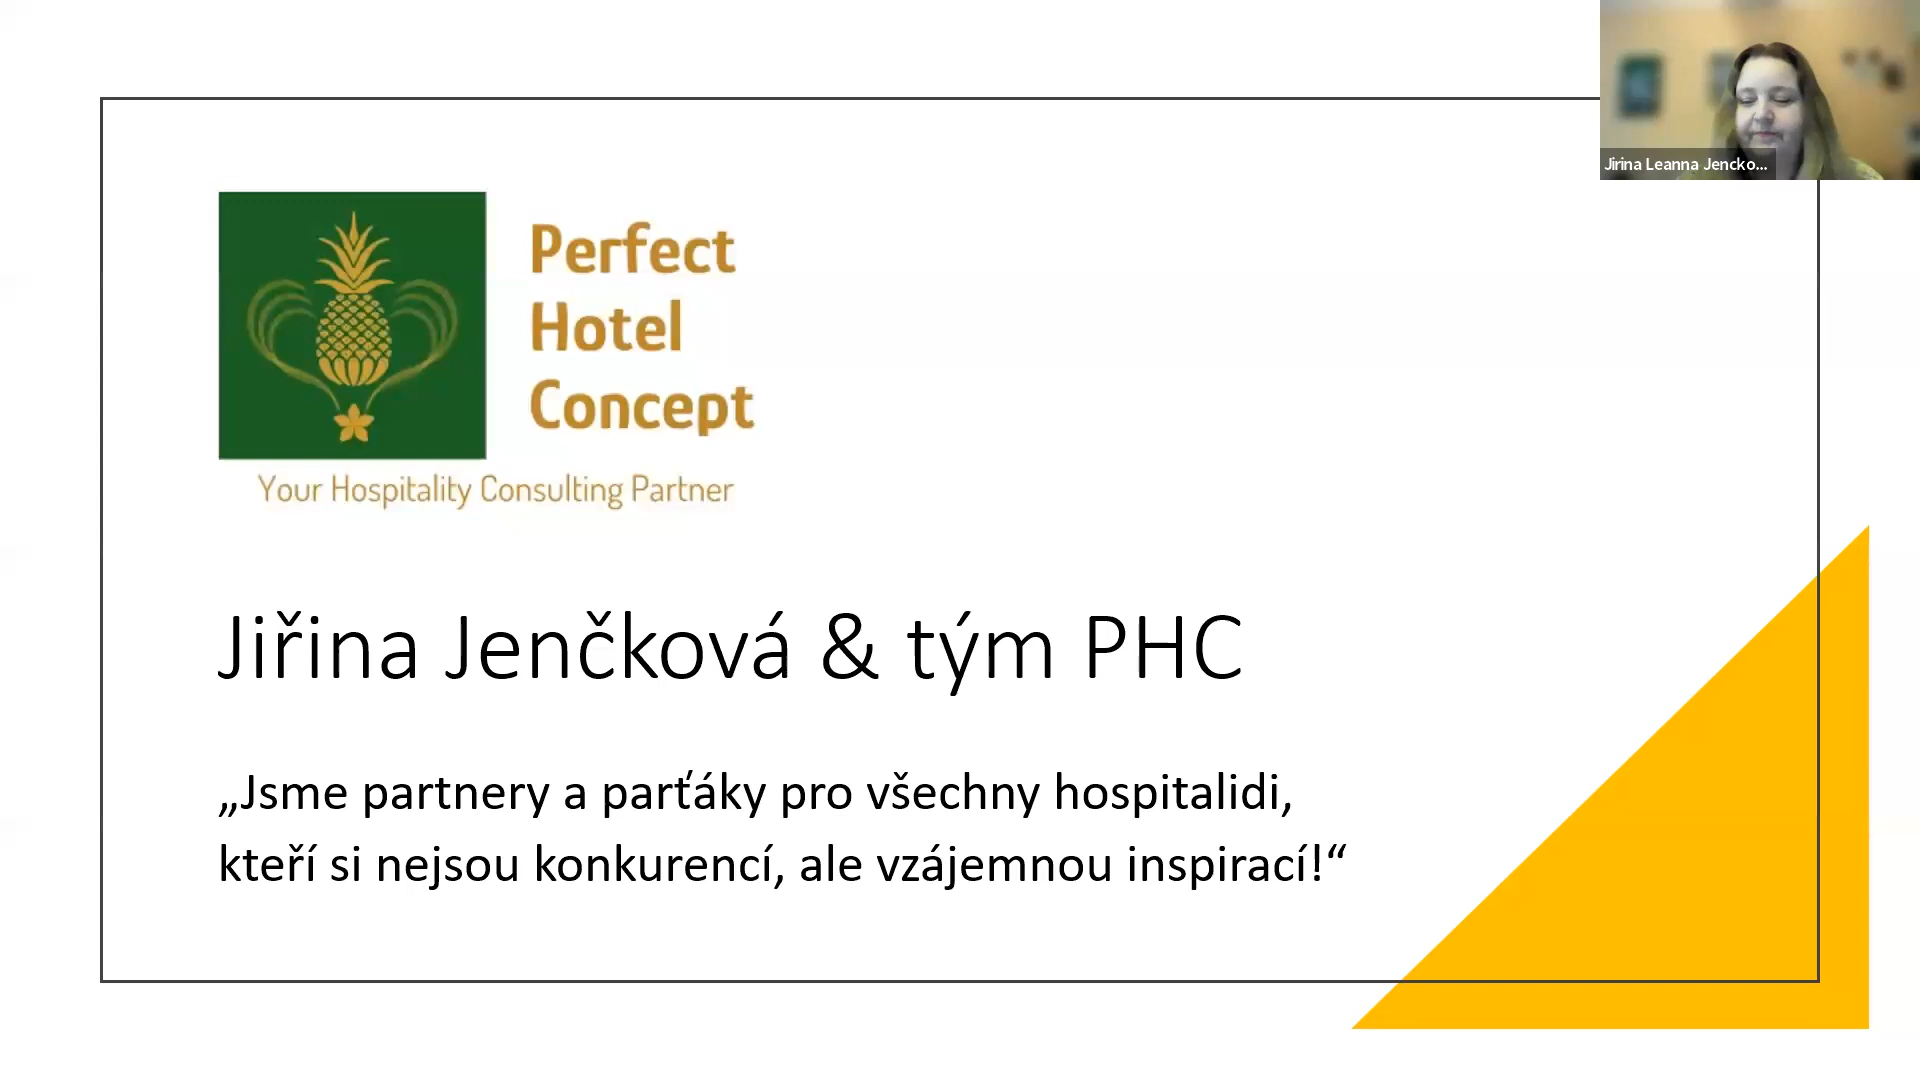 Jirina Leanna Jencko...
Perfect
Hotel
Concept
Your Hospitality Consulting Partner
Jiřina Jenčková & tým PHC
„Jsme partnery a parťáky pro všechny hospitalidi,
kteří si nejsou konkurencí, ale vzájemnou inspirací!“